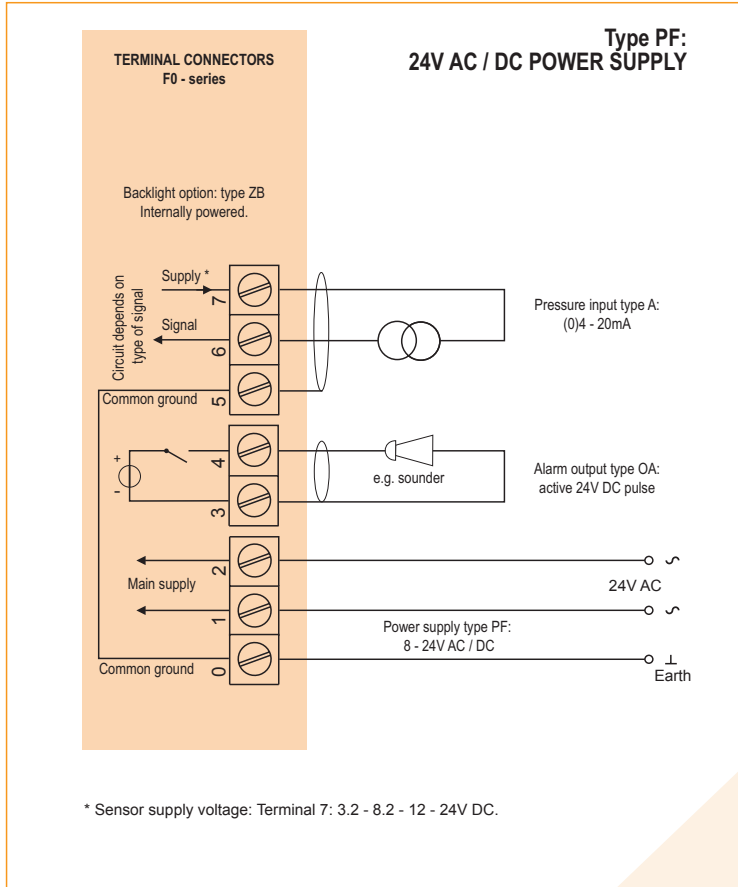 Type PF:
24V AC / DC POWER SUPPLY
TERMINAL CONNECTORS
F0 - series
Backlight option: type ZB
Internally powered.
Circuit depends on
type of signal
Supply *
7
Signal
6
Common ground
5
Pressure input type A:
(0)4 - 20mA
+
-
4
3
e.g. sounder
Alarm output type OA:
active 24V DC pulse
2
Main supply
1
24V AC
Power supply type PF:
8 - 24V AC / DC
Common ground
0
Earth
* Sensor supply voltage: Terminal 7: 3.2 - 8.2 - 12 - 24V DC.